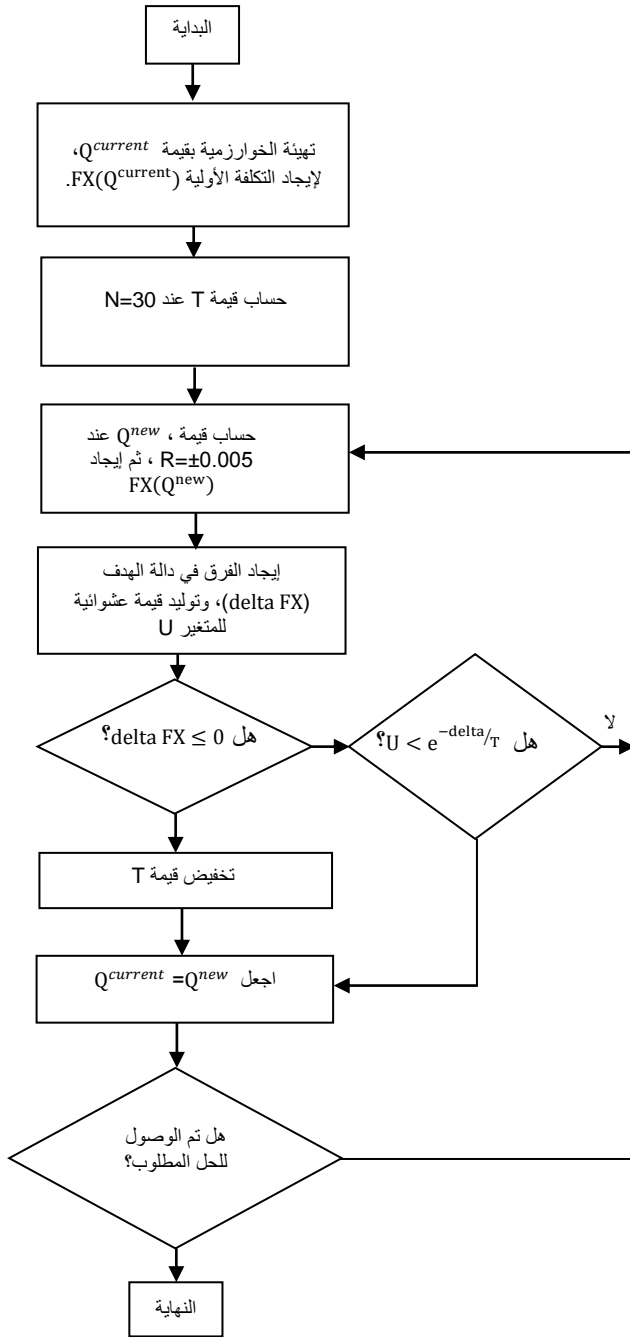 البداية
تهيئة الخوارزمية بقيمة Q^current،
لإيجاد التكلفة الأولية FX(Q^current).
حساب قيمة T عند N=30
حساب قيمة ، Q^new عند
R=±0.005 ، ثم إيجاد
FX(Q^new)
إيجاد الفرق في دالة الهدف
(delta FX)، وتوليد قيمة عشوائية
للمتغير U
هل delta FX ≤ 0؟
هل U < e^−delta/T؟
لا
تخفيض قيمة T
اجعل Q^current =Q^new
هل تم الوصول
للحل المطلوب؟
النهاية